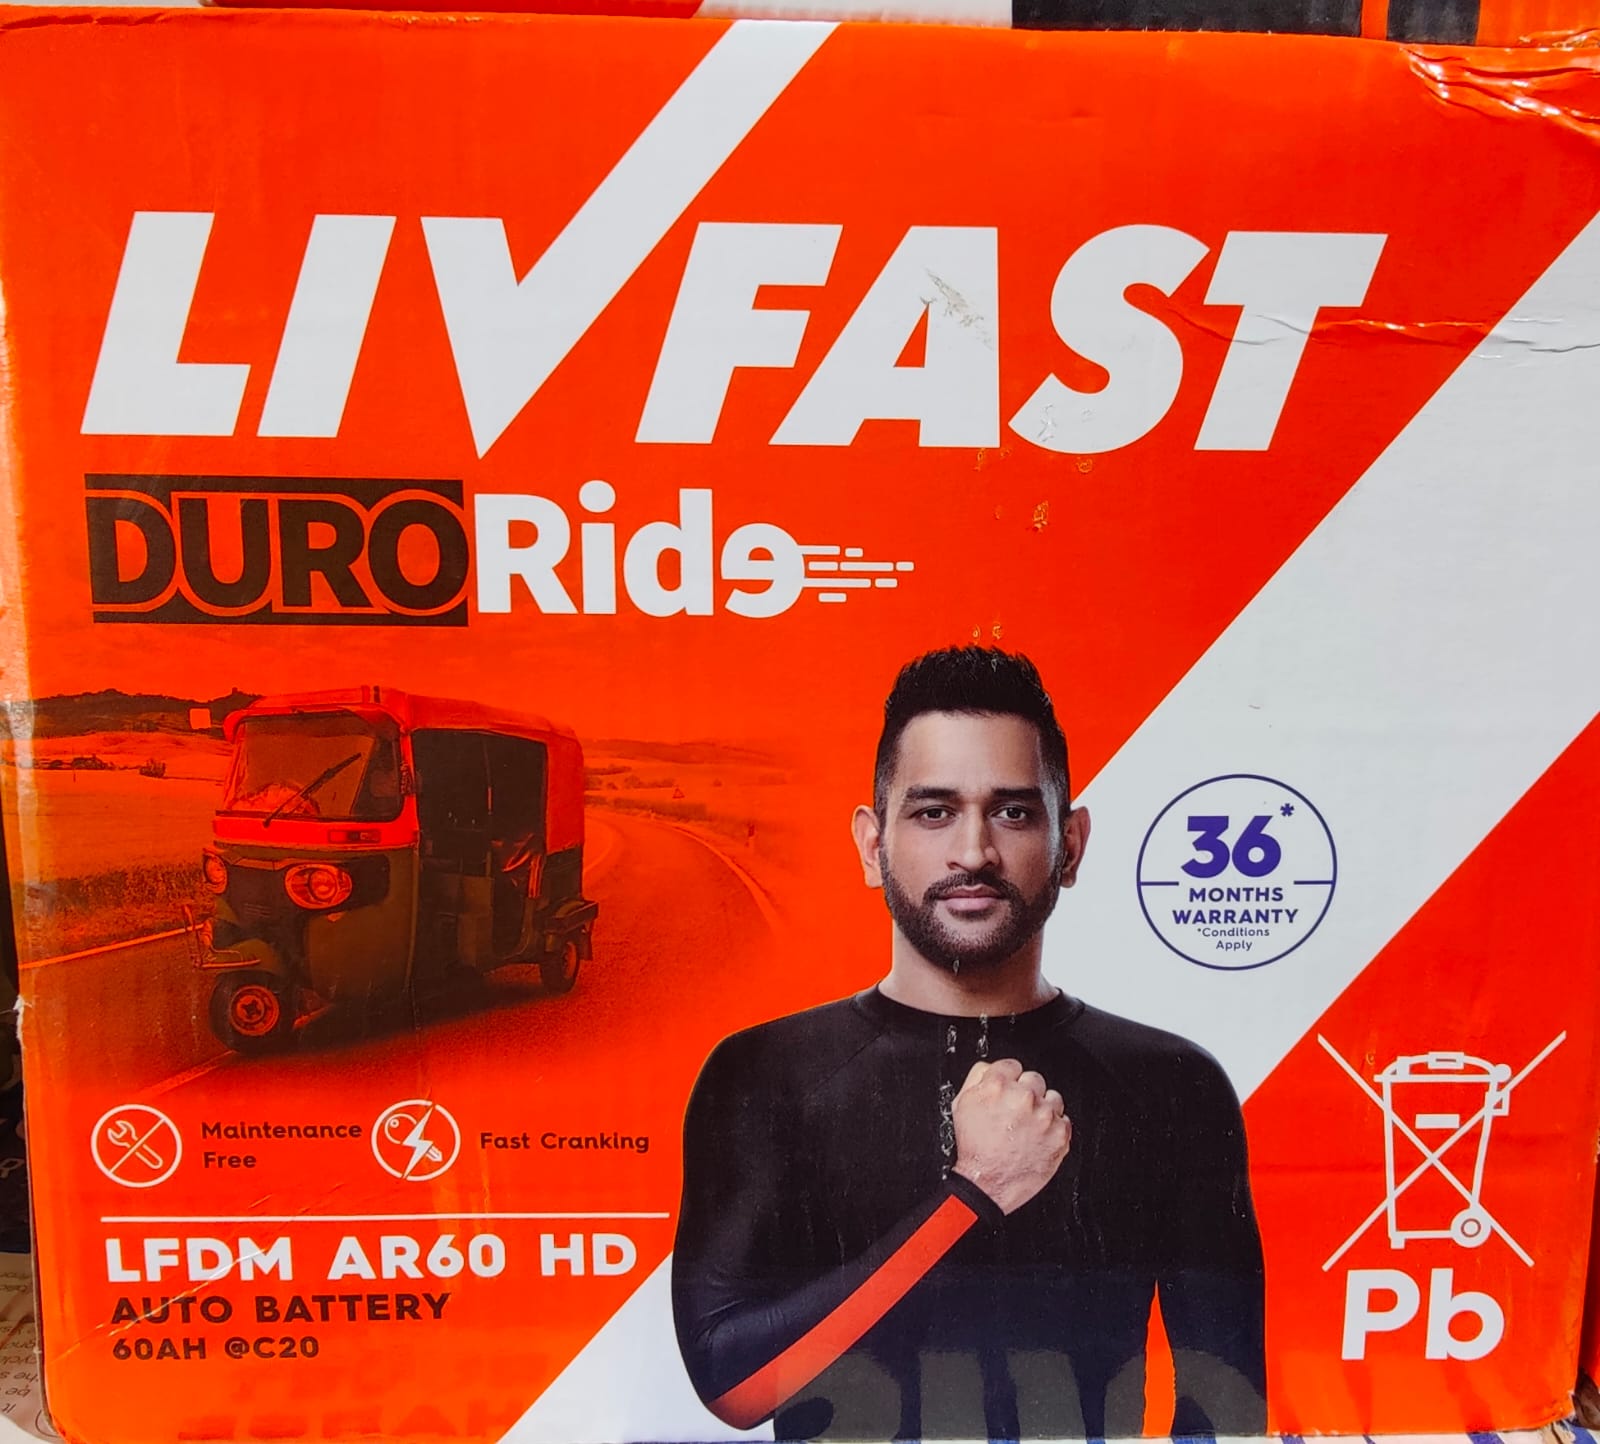 LIVFAST
DURORide
36*
MONTHS
WARRANTY
*Conditions
Apply
Maintenance
Free
Fast Cranking
LFDM AR60 HD
AUTO BATTERY
60AH @C20
Pb